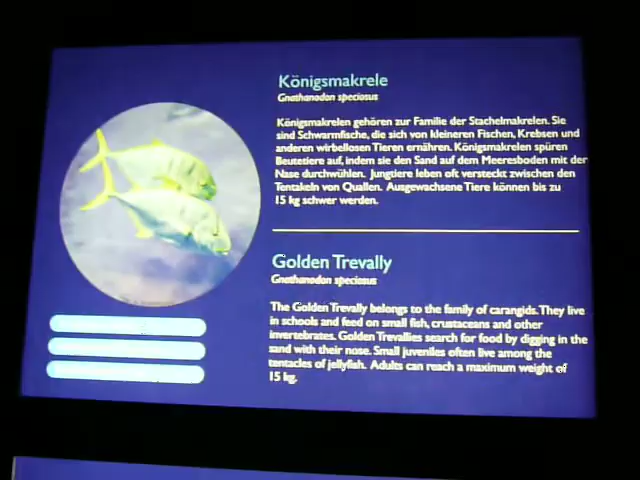 Königsmakrele
Gnathanodon speciosus
Königsmakrelen gehören zur Familie der Stachelmakrelen. Sie
sind Schwarmfische, die sich von kleineren Fischen, Krebsen und
anderen wirbellosen Tieren ernähren. Königsmakrelen spüren
Beutetiere auf, indem sie den Sand auf dem Meeresboden mit der
Nase durchwühlen. Jungtiere leben oft versteckt zwischen den
Tentakeln von Quallen. Ausgewachsene Tiere können bis zu
15 kg schwer werden.
Golden Trevally
Gnathanodon speciosus
The Golden Trevally belongs to the family of carangids. They live
in schools and feed on small fish, crustaceans and other
invertebrates. Golden Trevallies search for food by digging in the
sand with their nose. Small juveniles often live among the
tentacles of jellyfish. Adults can reach a maximum weight of
15 kg.